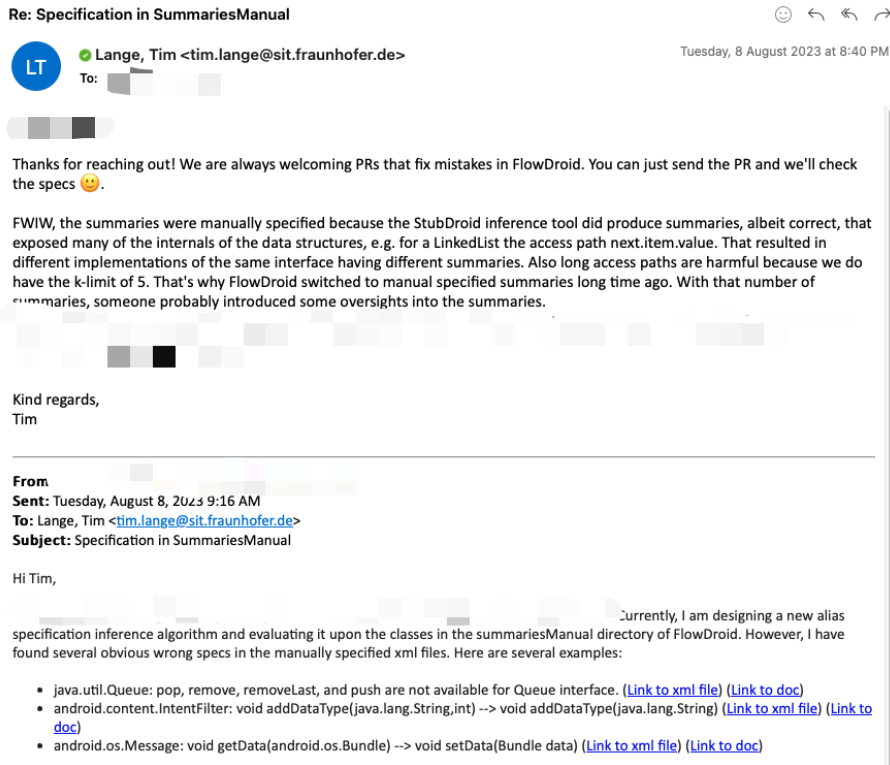 Re: Specification in SummariesManual
LT
Lange, Tim <tim.lange@sit.fraunhofer.de>
Tuesday, 8 August 2023 at 8:40 PM
To:
Thanks for reaching out! We are always welcoming PRs that fix mistakes in FlowDroid. You can just send the PR and we'll check
the specs 🙂.
FWIW, the summaries were manually specified because the StubDroid inference tool did produce summaries, albeit correct, that
exposed many of the internals of the data structures, e.g. for a LinkedList the access path next.item.value. That resulted in
different implementations of the same interface having different summaries. Also long access paths are harmful because we do
have the k-limit of 5. That's why FlowDroid switched to manual specified summaries long time ago. With that number of
summaries, someone probably introduced some oversights into the summaries.
Kind regards,
Tim
From
Sent: Tuesday, August 8, 2023 9:16 AM
To: Lange, Tim <tim.lange@sit.fraunhofer.de>
Subject: Specification in SummariesManual
Hi Tim,
Currently, I am designing a new alias
specification inference algorithm and evaluating it upon the classes in the summariesManual directory of FlowDroid. However, I have
found several obvious wrong specs in the manually specified xml files. Here are several examples:
• java.util.Queue: pop, remove, removeLast, and push are not available for Queue interface. (Link to xml file) (Link to doc)
• android.content.IntentFilter: void addDataType(java.lang.String,int) --> void addDataType(java.lang.String) (Link to xml file) (Link to
doc)
• android.os.Message: void getData(android.os.Bundle) --> void setData(Bundle data) (Link to xml file) (Link to doc)